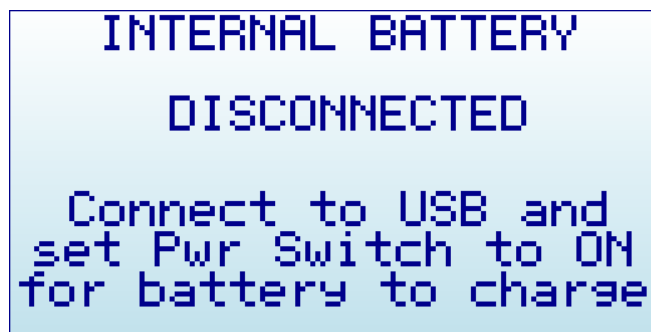 INTERNAL BATTERY
DISCONNECTED
Connect to USB and
set Pwr Switch to ON
for battery to charge